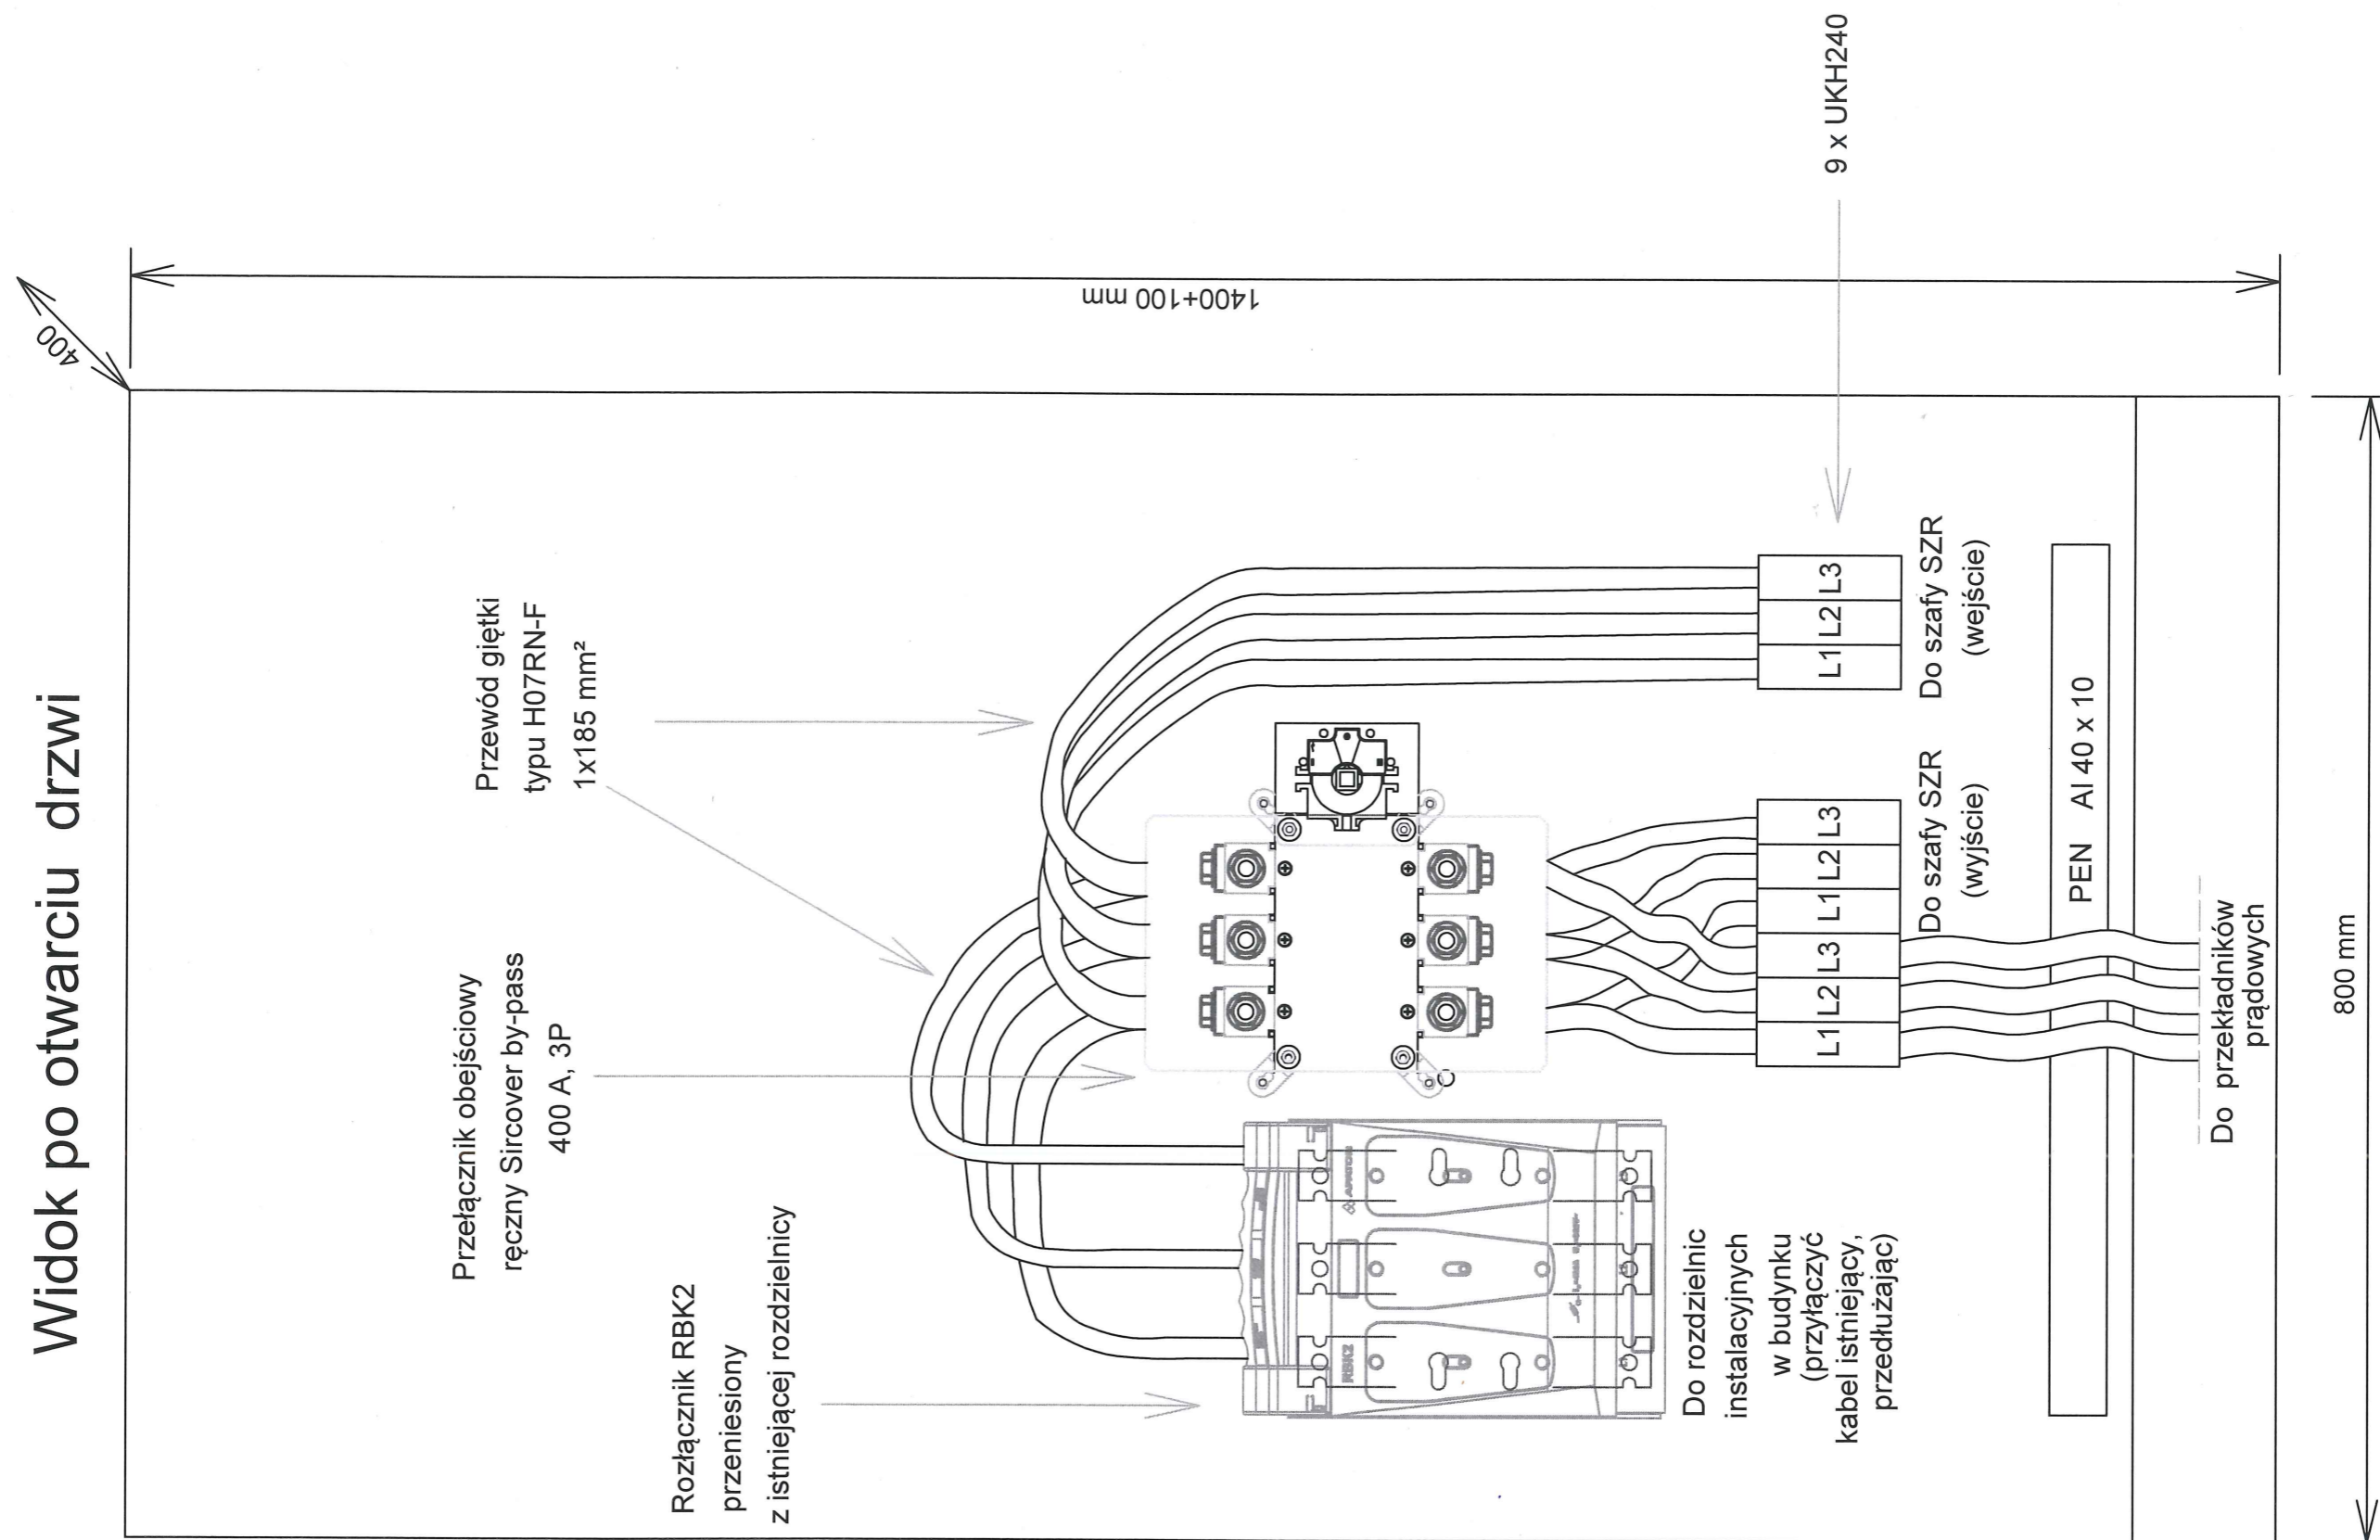 Widok po otwarciu drzwi
400
1400+100 mm
Przewód giętki
typu H07RN-F
1x185 mm²
Przełącznik obejściowy
ręczny Sircover by-pass
400 A, 3P
Rozłącznik RBK2
przeniesiony
z istniejącej rozdzielnicy
9 x UKH240
RBK2
APATOR
L1 L2 L3 L1 L2 L3
L1 L2 L3
Do rozdzielnic
instalacyjnych
w budynku
(przyłączyć
kabel istniejący,
przedłużając)
Do szafy SZR
(wyjście)
Do szafy SZR
(wejście)
PEN Al 40 x 10
Do przekładników
prądowych
800 mm